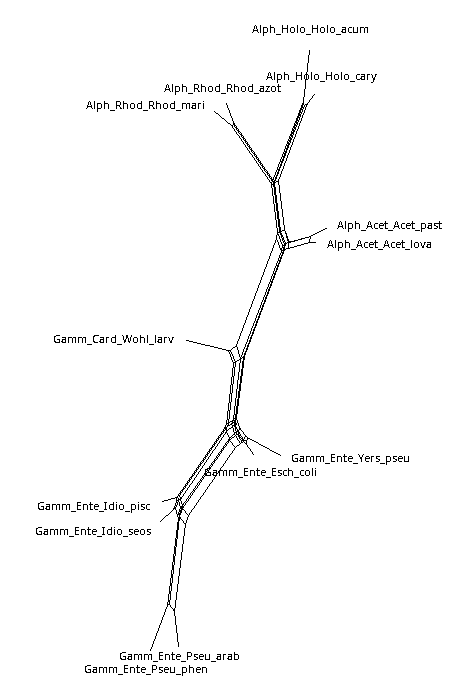 Alph_Holo_Holo_acum
Alph_Holo_Holo_cary
Alph_Rhod_Rhod_azot
Alph_Rhod_Rhod_mari
Alph_Acet_Acet_past
Alph_Acet_Acet_lova
Gamm_Card_Wohl_larv
Gamm_Ente_Yers_pseu
Gamm_Ente_Esch_coli
Gamm_Ente_Idio_pisc
Gamm_Ente_Idio_seos
Gamm_Ente_Pseu_arab
Gamm_Ente_Pseu_phen